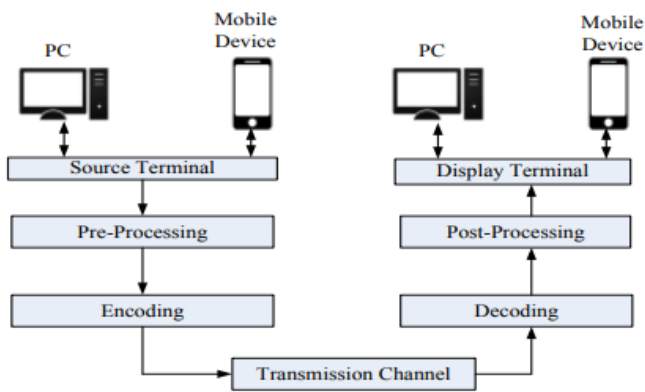 PC
Mobile
Device
Source Terminal
Pre-Processing
Encoding
Transmission Channel
PC
Mobile
Device
Display Terminal
Post-Processing
Decoding